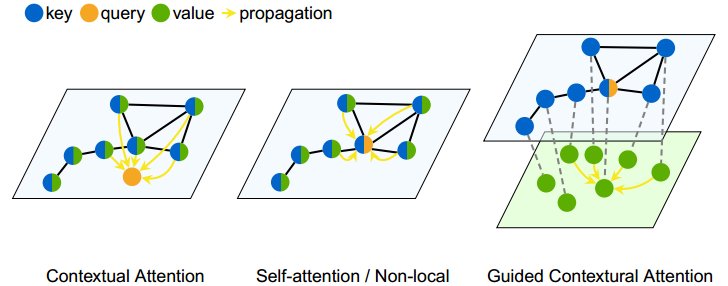 key query value propagation
Contextual Attention
Self-attention / Non-local
Guided Contextural Attention